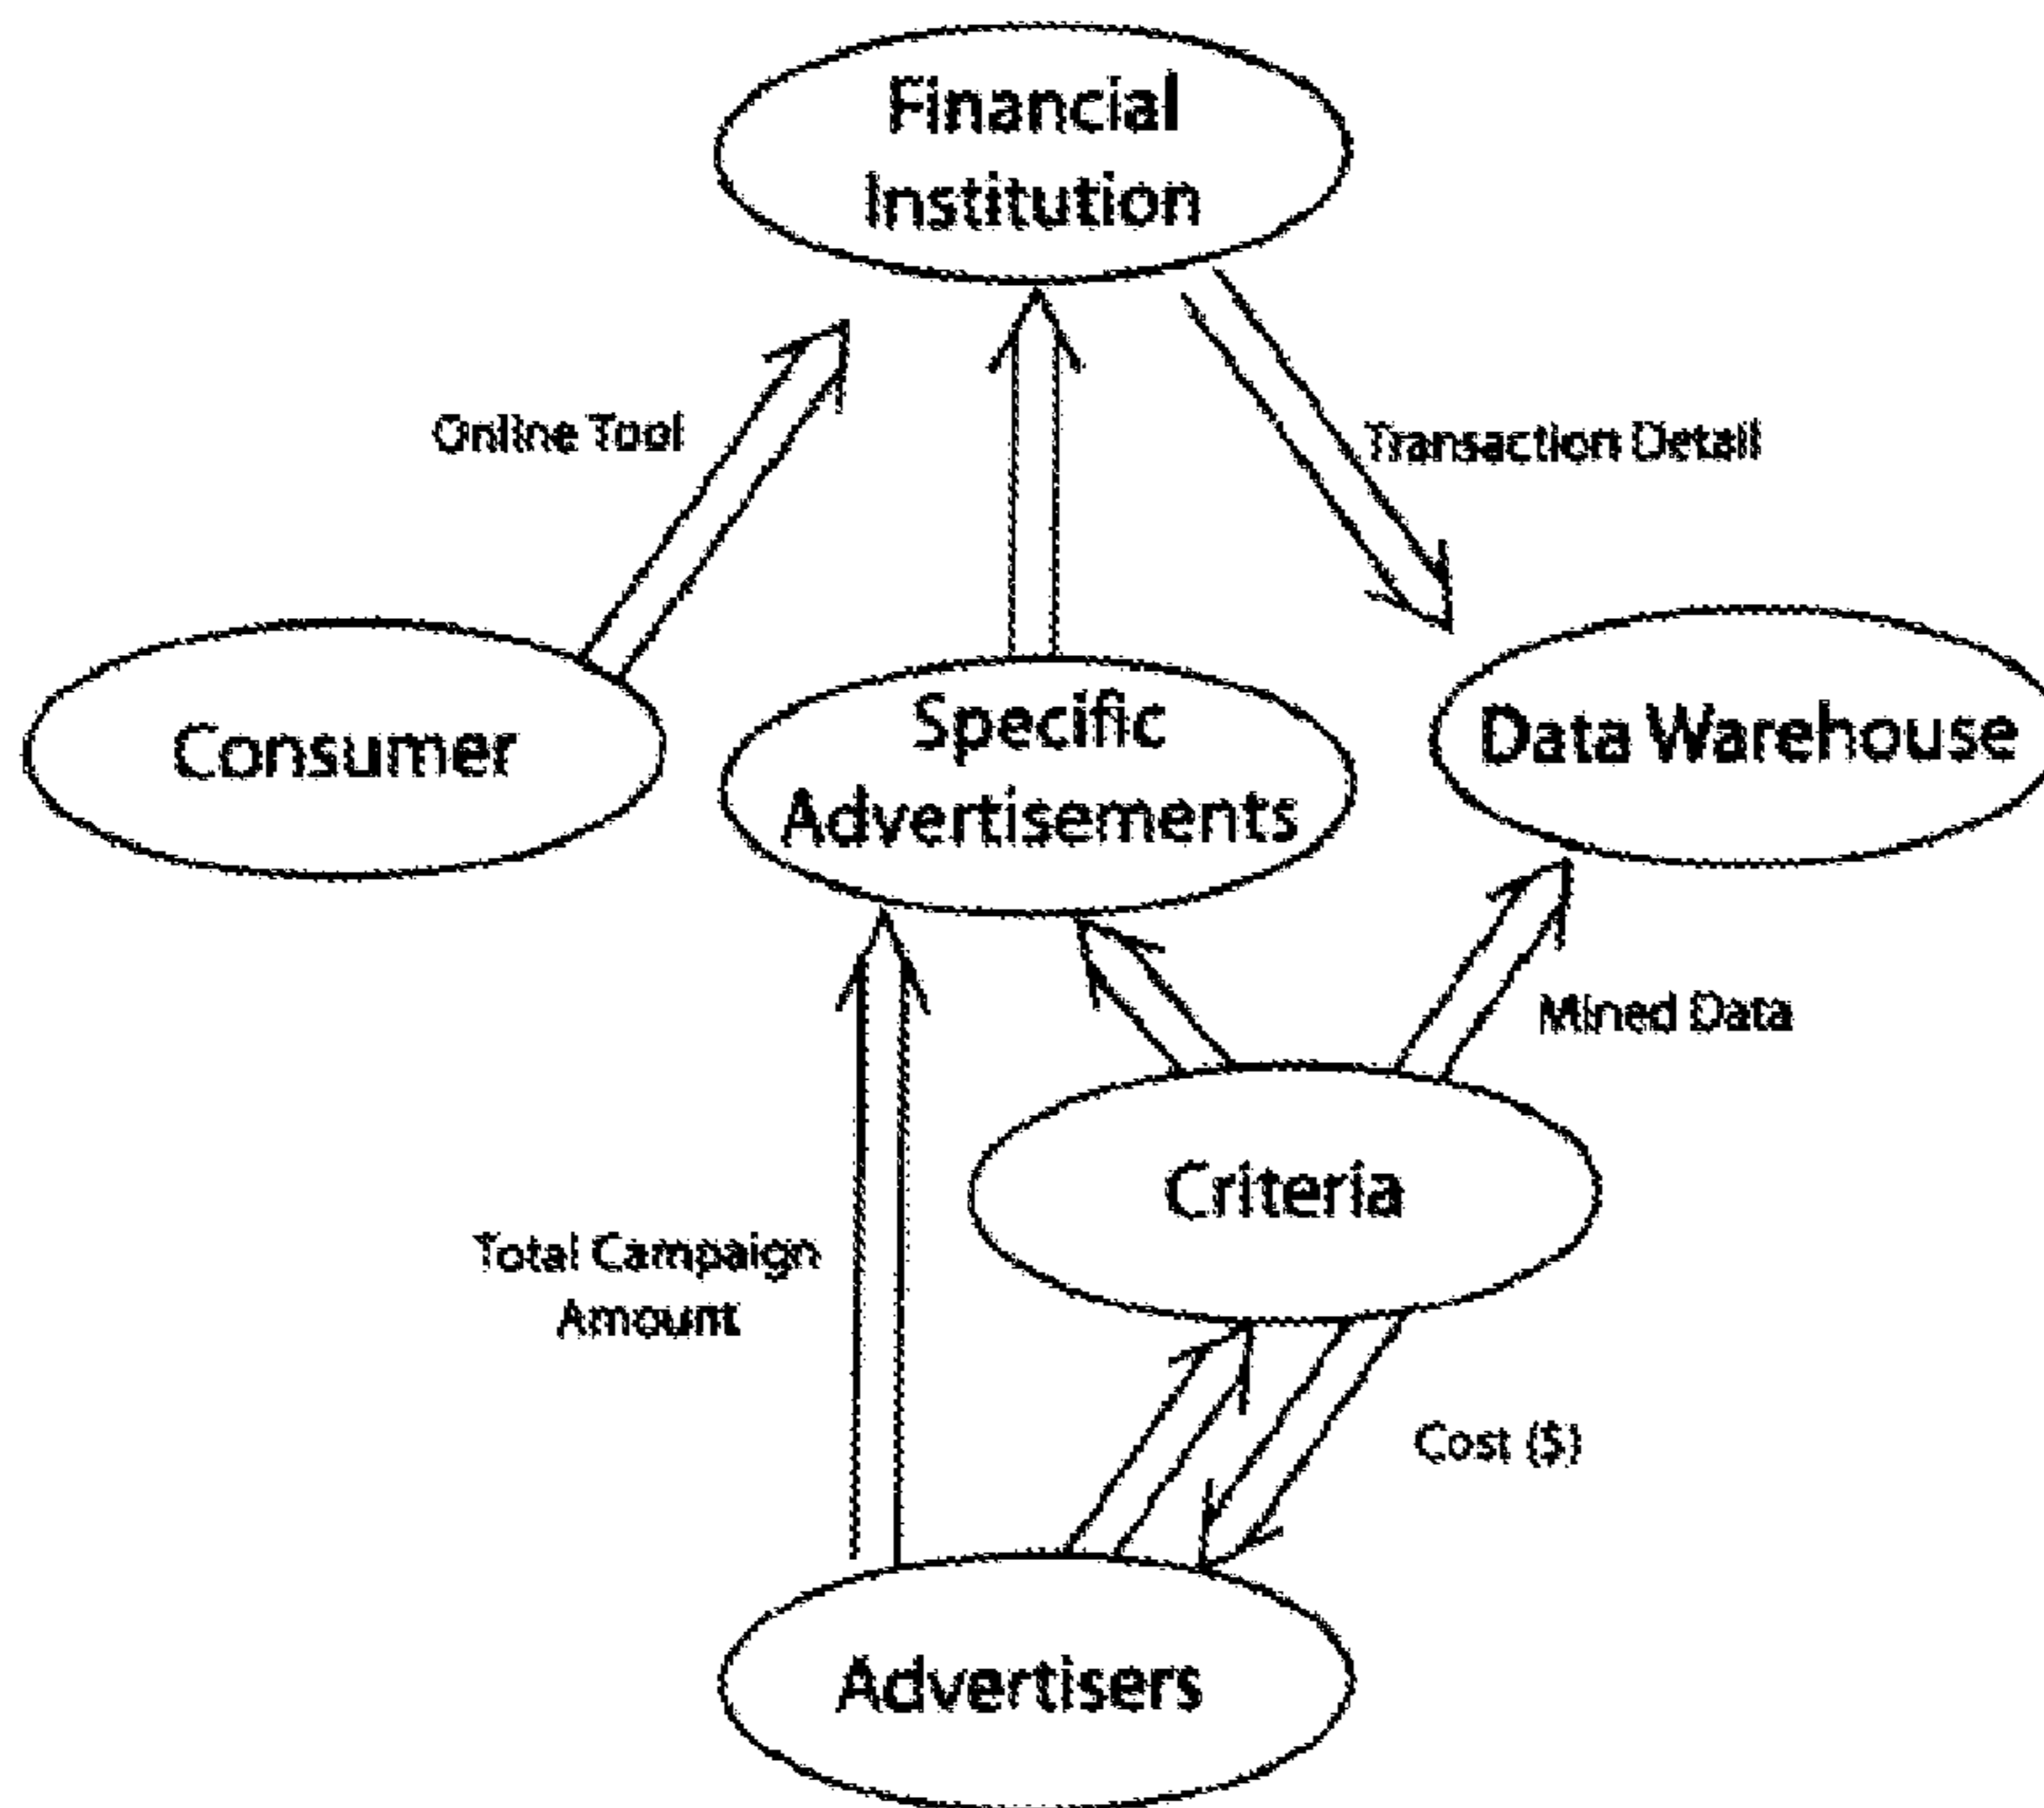 Financial
Institution
Online Tool
Transaction Detail
Consumer
Specific
Advertisements
Data Warehouse
Mined Data
Criteria
Total Campaign
Amount
Cost ($)
Advertisers